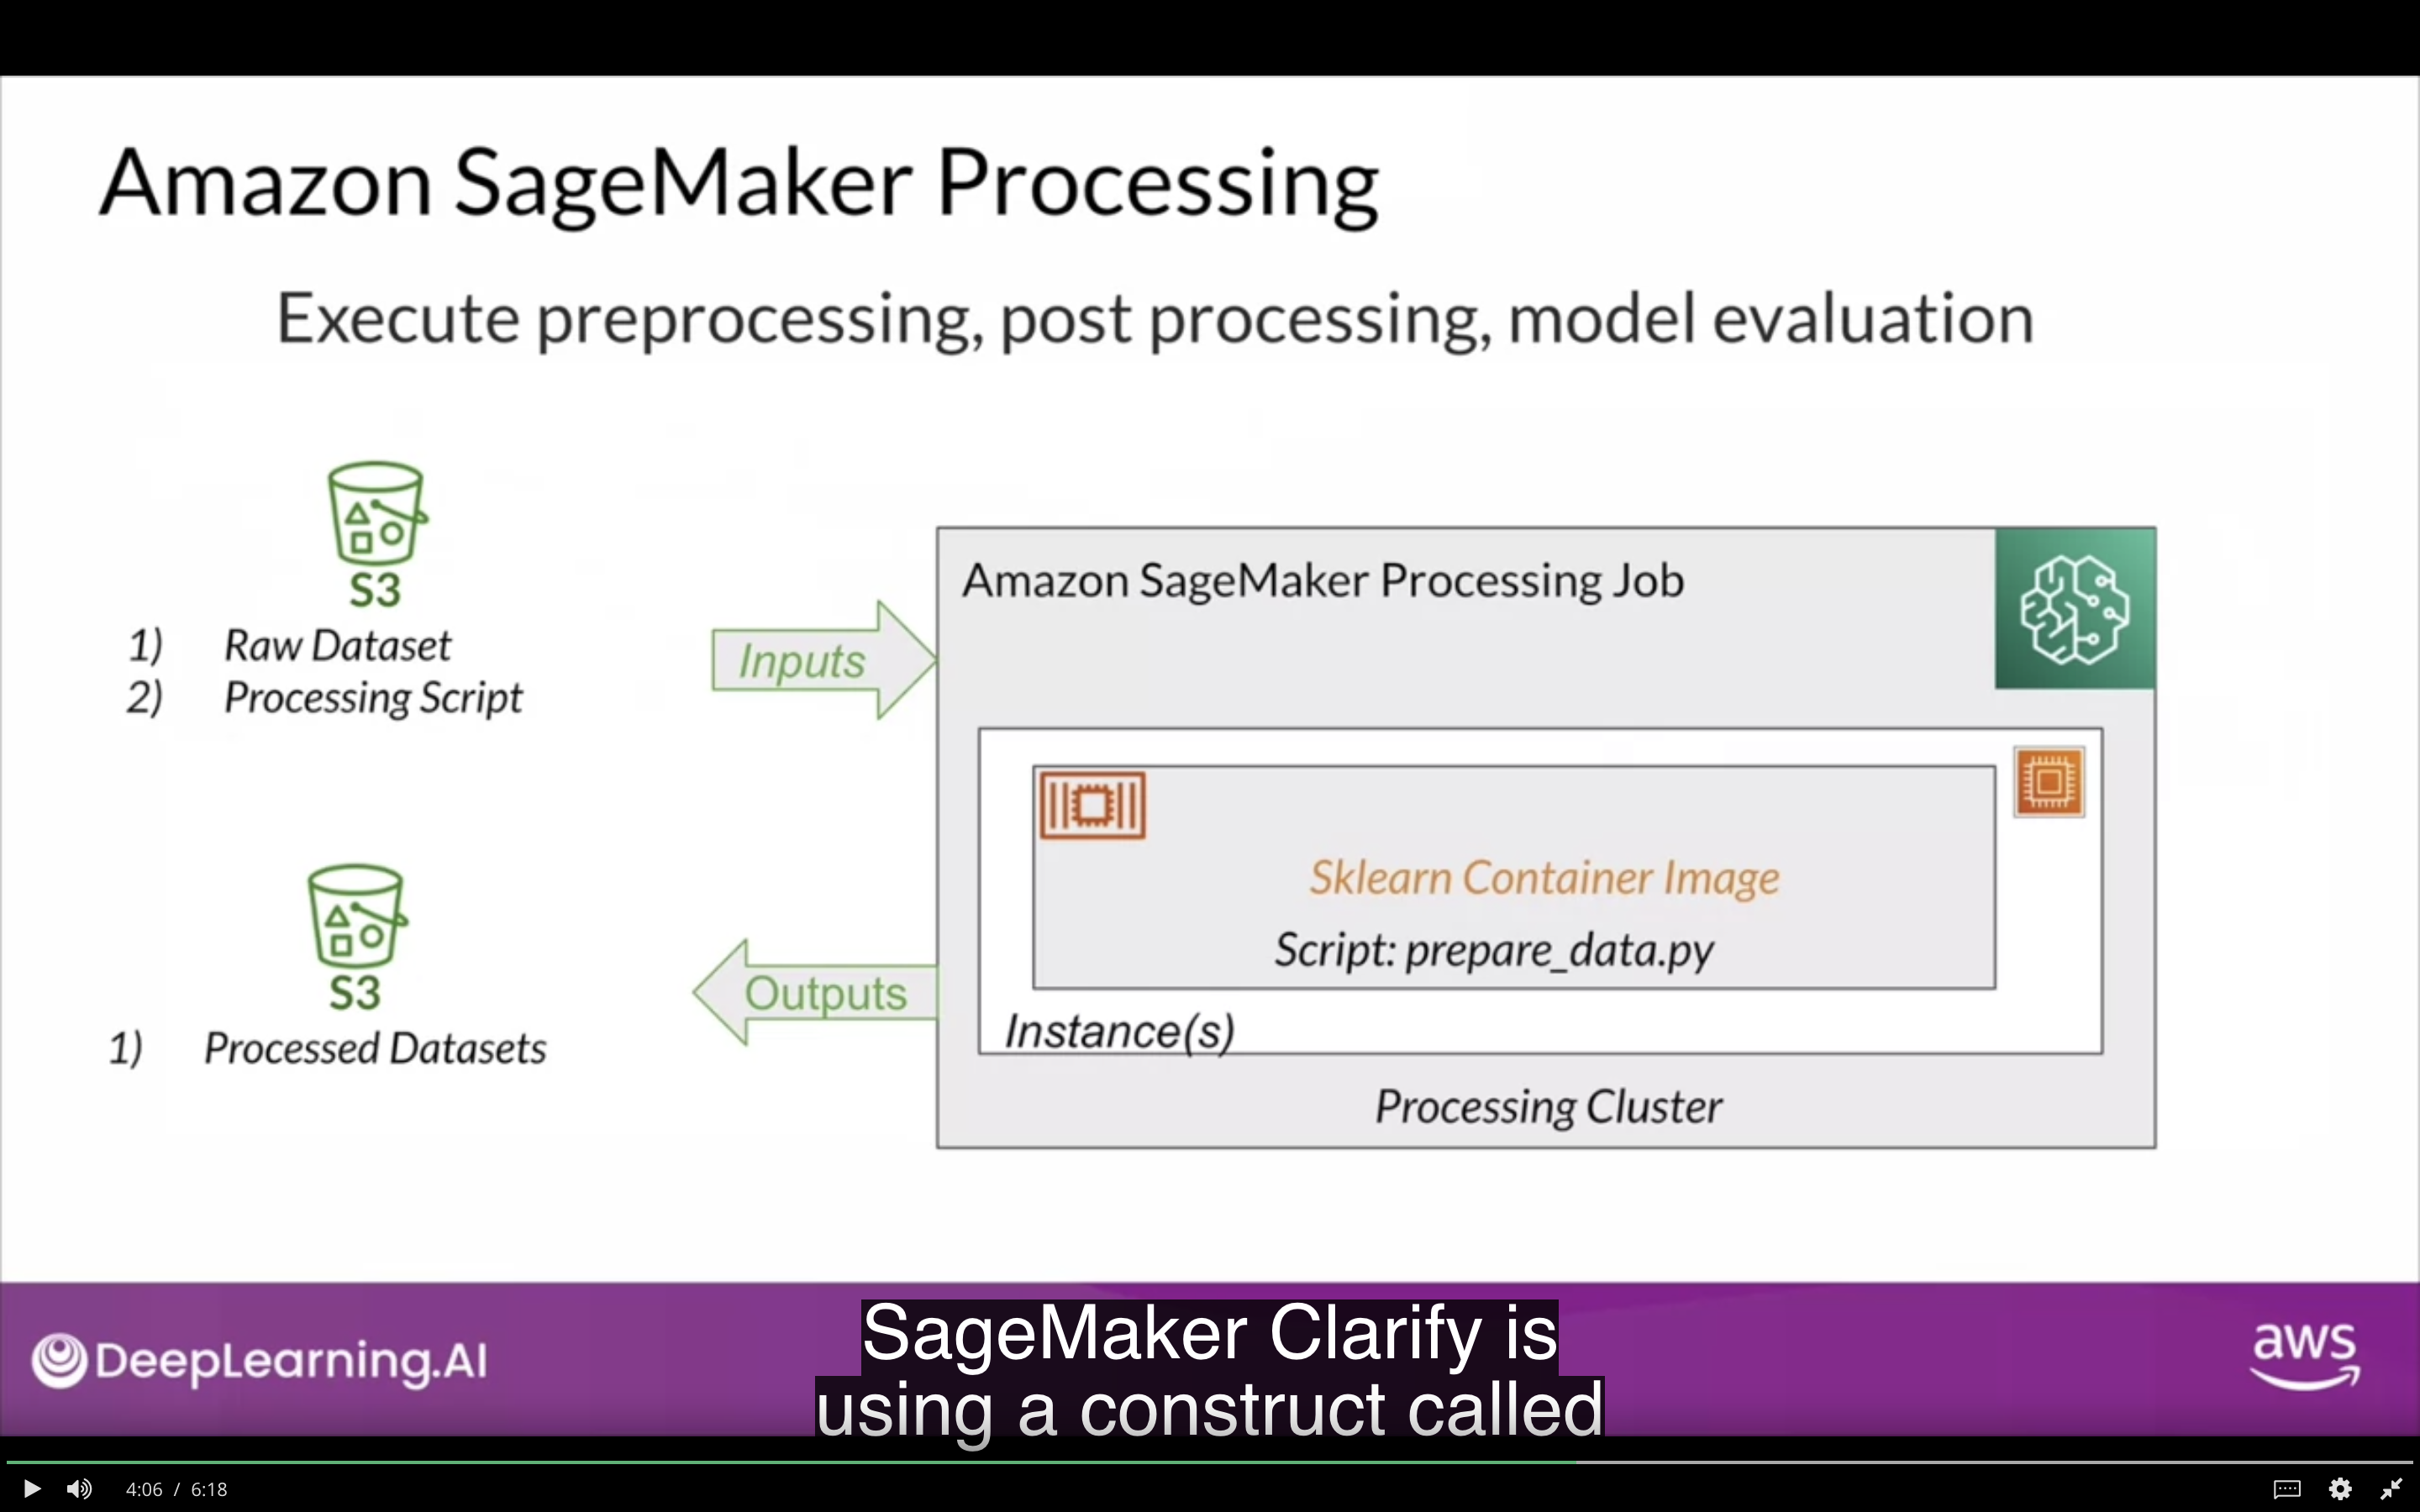 Amazon SageMaker Processing
Execute preprocessing, post processing, model evaluation
S3
1) Raw Dataset
2) Processing Script
Inputs
Amazon SageMaker Processing Job
Sklearn Container Image
Script: prepare_data.py
Instance(s)
Processing Cluster
S3
1) Processed Datasets
Outputs
DeepLearning.AI
SageMaker Clarify is
using a construct called
aws
4:06 / 6:18